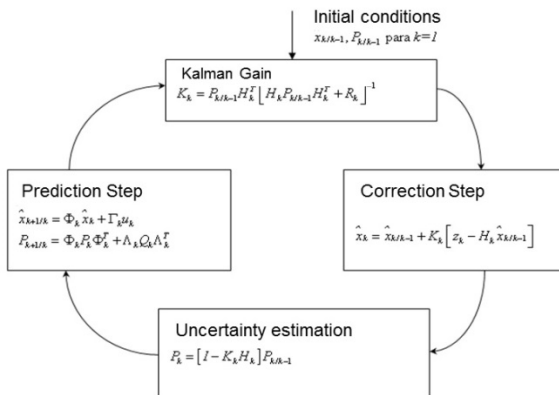 Initial conditions
x_{k/k-1}, P_{k/k-1} para k=1
Kalman Gain
K_k = P_{k/k-1} H_k^T [H_k P_{k/k-1} H_k^T + R_k]^{-1}
Prediction Step
x̂_{k+1/k} = Φ_k x̂_k + Γ_k u_k
P_{k+1/k} = Φ_k P_k Φ_k^T + Λ_k Q_k Λ_k^T
Correction Step
x̂_k = x̂_{k/k-1} + K_k [z_k - H_k x̂_{k/k-1}]
Uncertainty estimation
P_k = [I - K_k H_k] P_{k/k-1}